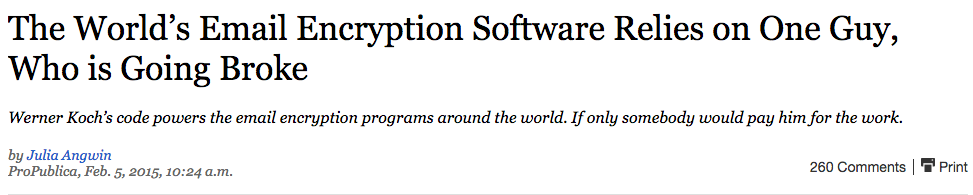 The World’s Email Encryption Software Relies on One Guy,
Who is Going Broke
Werner Koch’s code powers the email encryption programs around the world. If only somebody would pay him for the work.
by Julia Angwin
ProPublica, Feb. 5, 2015, 10:24 a.m.
260 Comments | Print